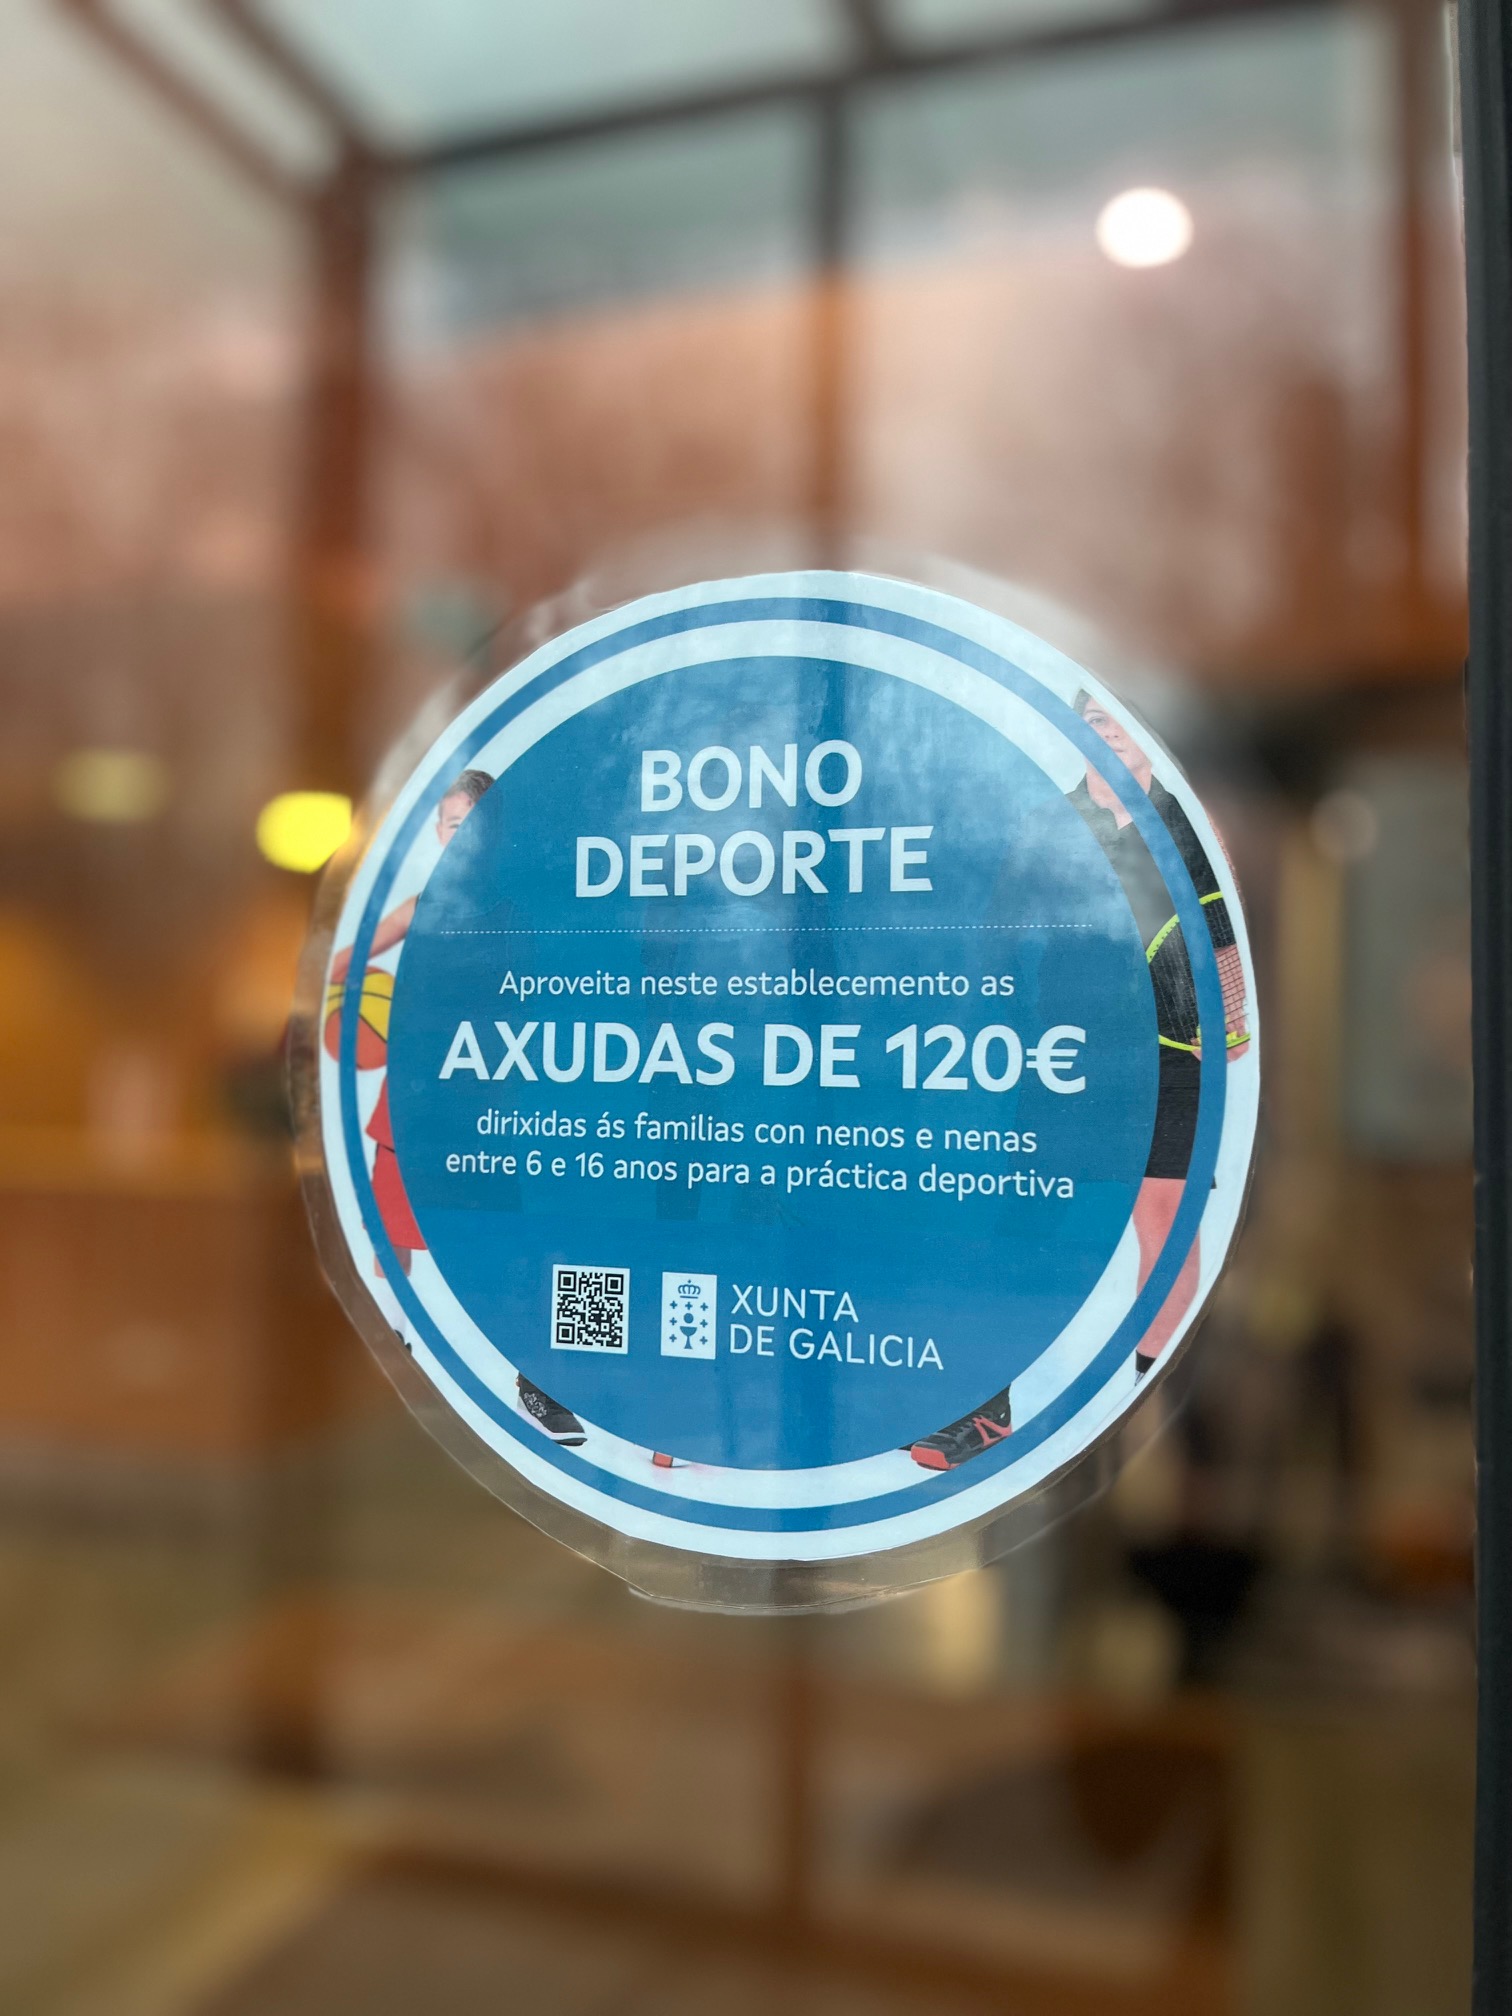 BONO
DEPORTE
Aproveita neste establecemento as
AXUDAS DE 120€
dirixidas ás familias con nenos e nenas
entre 6 e 16 anos para a práctica deportiva
XUNTA
DE GALICIA